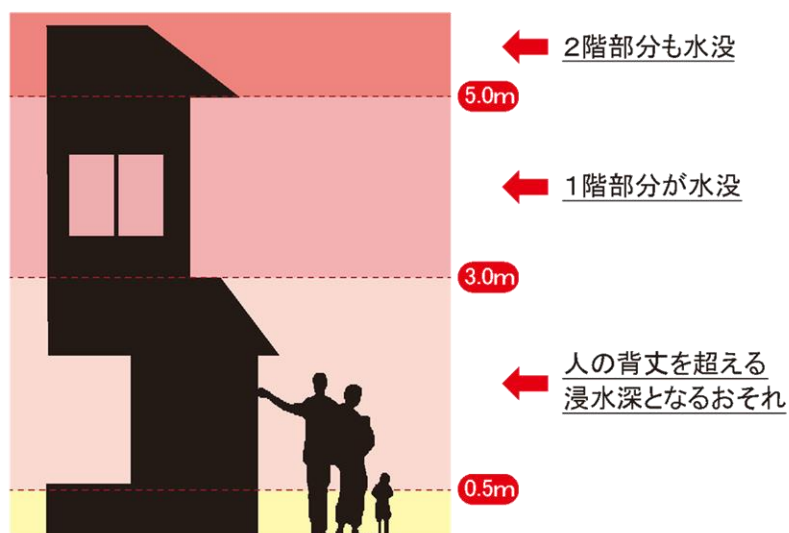 ２階部分も水没
5.0m
１階部分が水没
3.0m
人の背丈を超える
浸水深となるおそれ
0.5m